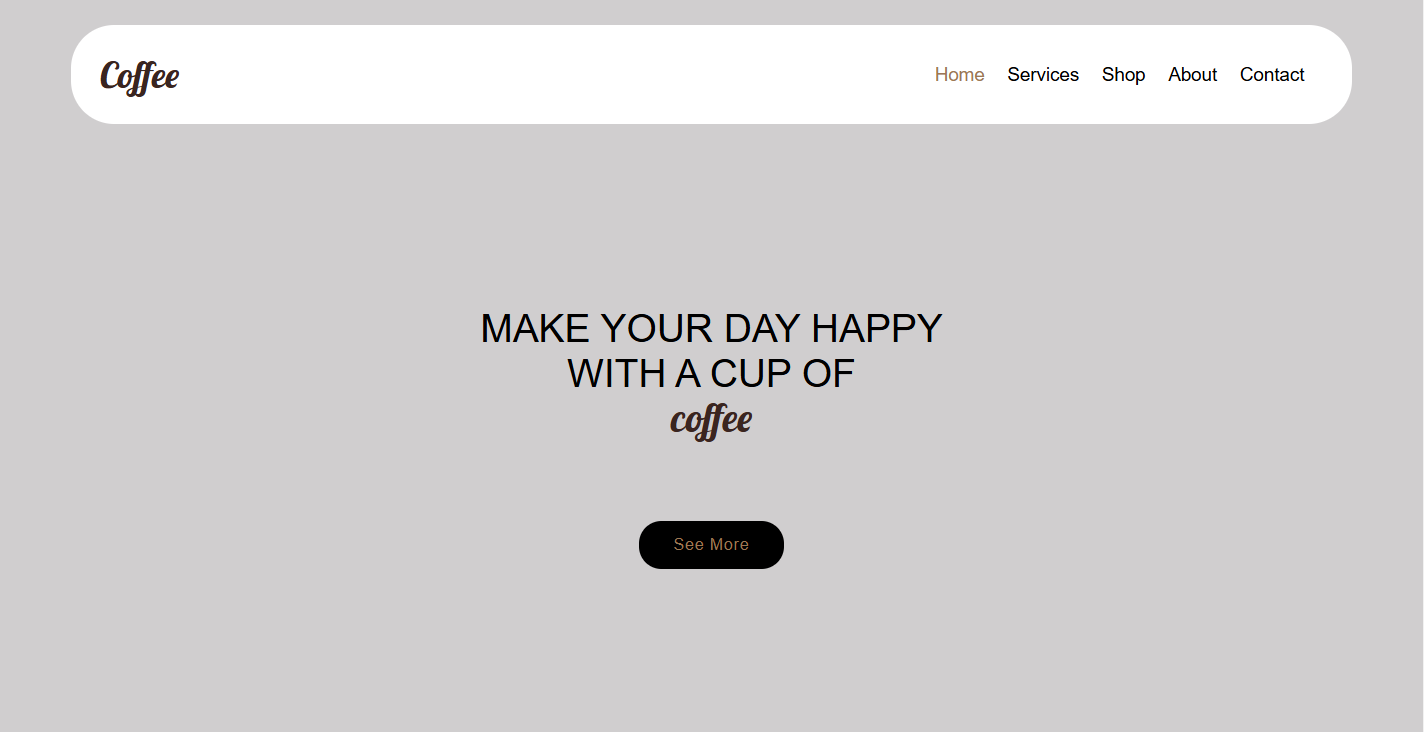 Coffee
Home Services Shop About Contact
MAKE YOUR DAY HAPPY
WITH A CUP OF
coffee
See More